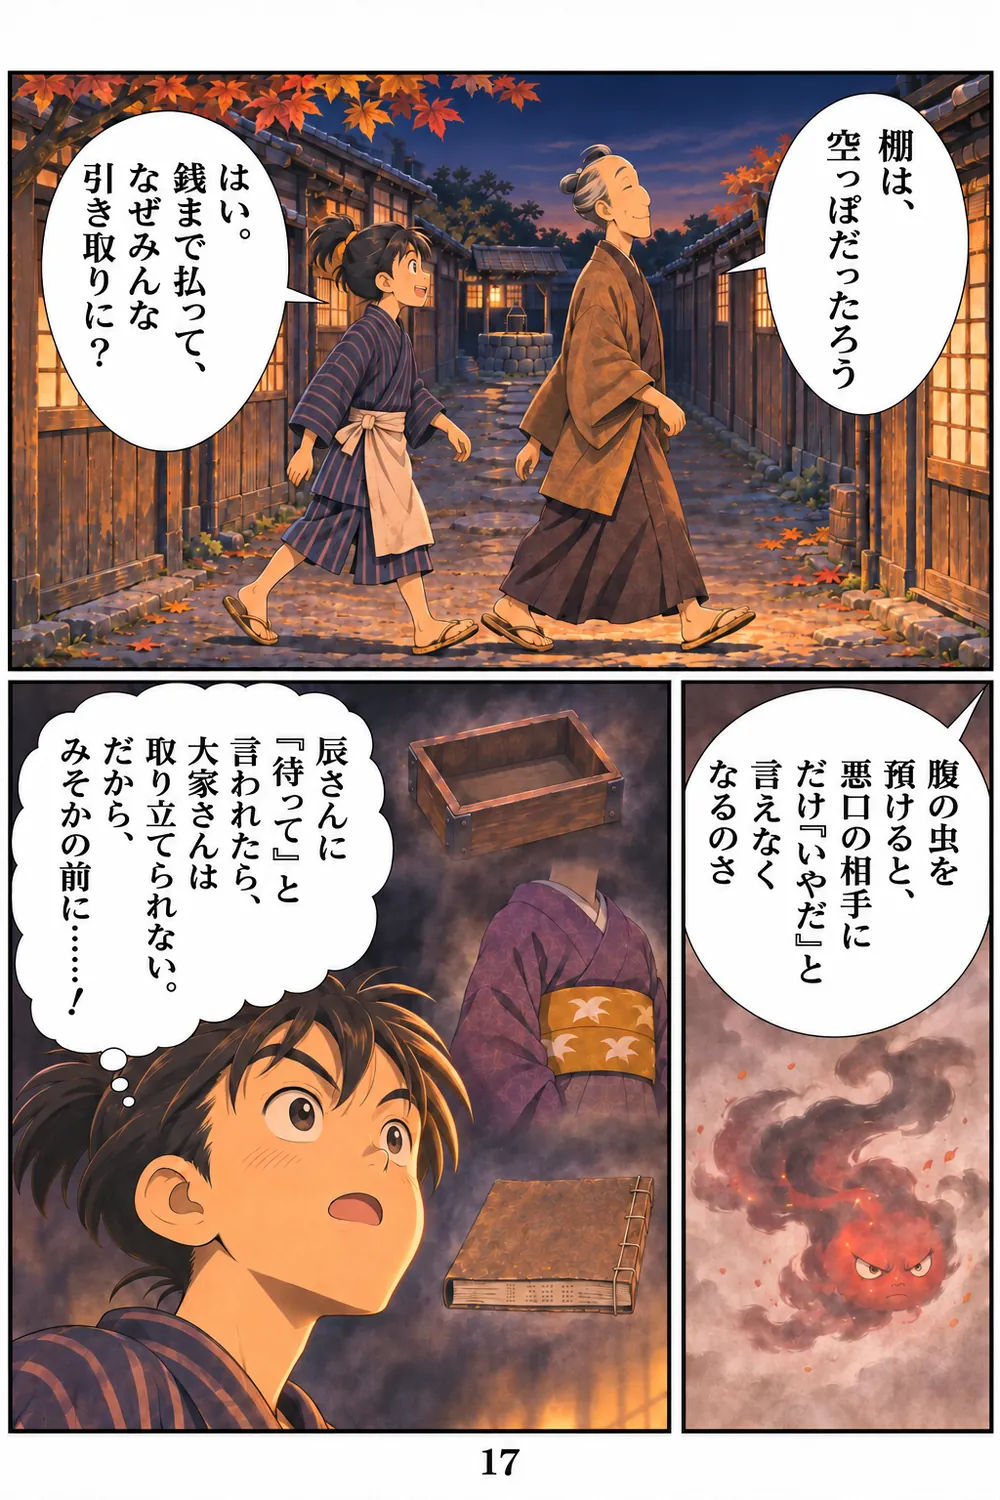 棚は、
空っぽだったろう
はい。
銭まで払って、
なぜみんな
引き取りに？
腹の虫を
預けると、
悪口の相手に
だけ『いやだ』と
言えなく
なるのさ
辰さんに
『待って』と
言われたら、
大家さんは
取り立てられない。
だから、
みそかの前に……！
17